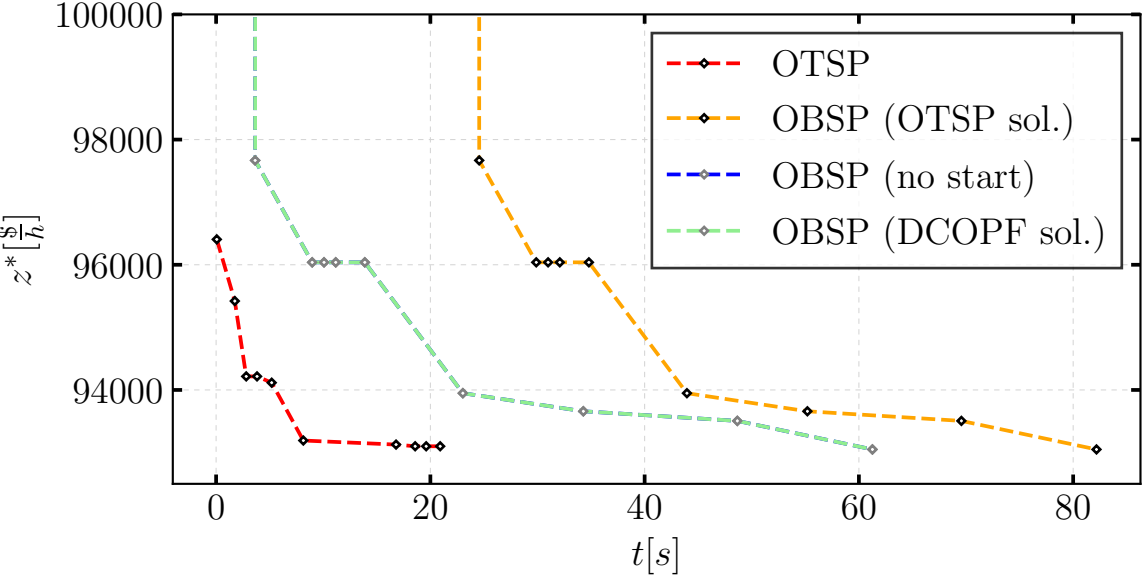 100000
98000
96000
94000
z*[$/h]
0 20 40 60 80
t[s]
OTSP
OBSP (OTSP sol.)
OBSP (no start)
OBSP (DCOPF sol.)